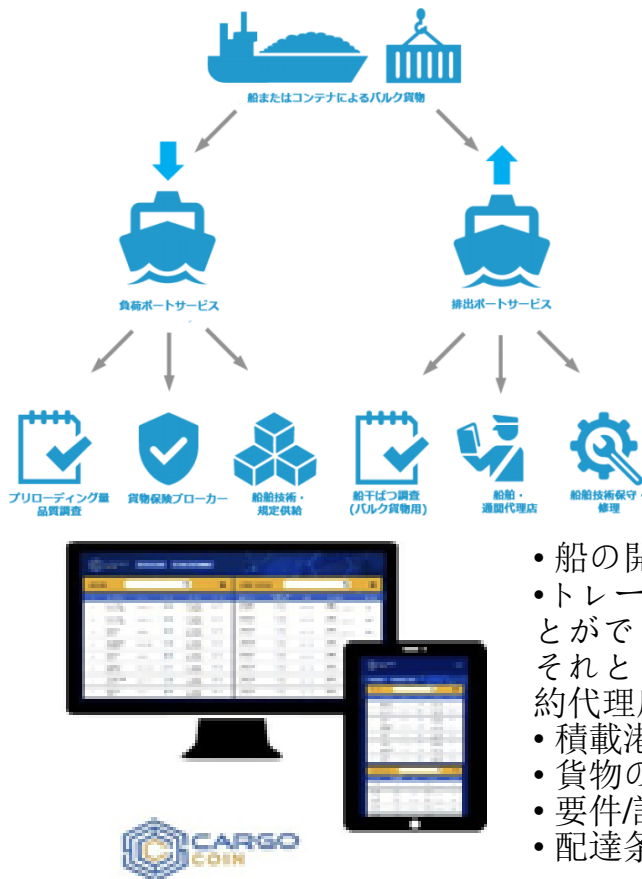 船またはコンテナによるバルク貨物
負荷ポートサービス
排出ポートサービス
プリローディング量
品質調査
貨物保険ブローカー
船舶技術・
規定供給
船干ばつ調査
(バルク貨物用)
船舶・
通関代理店
船舶技術保守・
修理
• 船の開
•トレー
とがで
それと
約代理
• 積載港
• 貨物の
• 要件/
• 配達条
CARGO
COIN